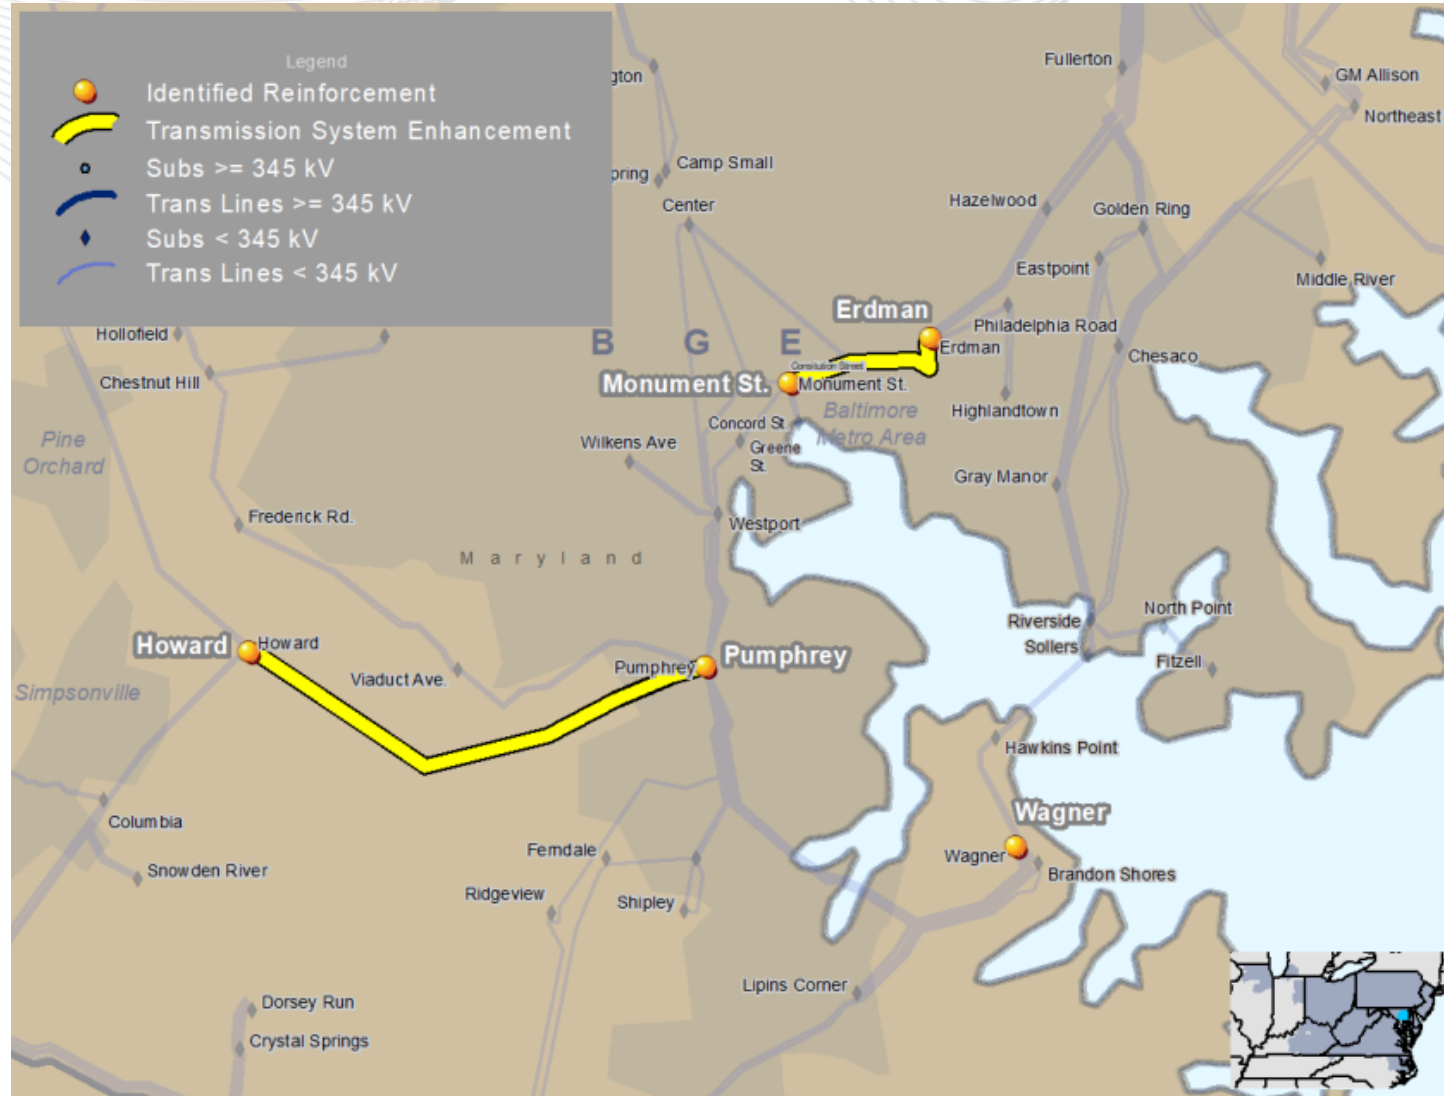 Legend
Identified Reinforcement
Transmission System Enhancement
Subs >= 345 kV
Trans Lines >= 345 kV
Subs < 345 kV
Trans Lines < 345 kV
gton
Fullerton
GM Allison
Northeast
Camp Small
pring
Center
Hazelwood
Golden Ring
Eastpoint
Middle River
Erdman
Philadelphia Road
Erdman
Hollofield
B G E
Chesaco
Constitution Street
Chestnut Hill
Monument St.
Monument St.
Highlandtown
Baltimore
Metro Area
Concord St
Pine
Orchard
Wilkens Ave
Greene
St.
Gray Manor
Frederick Rd.
Westport
Maryland
North Point
Riverside
Sollers
Fitzell
Howard
Howard
Pumphrey
Pumphrey
Viaduct Ave.
Simpsonville
Hawkins Point
Columbia
Wagner
Wagner
Ferndale
Snowden River
Brandon Shores
Ridgeview
Shipley
Lipins Corner
Dorsey Run
Crystal Springs